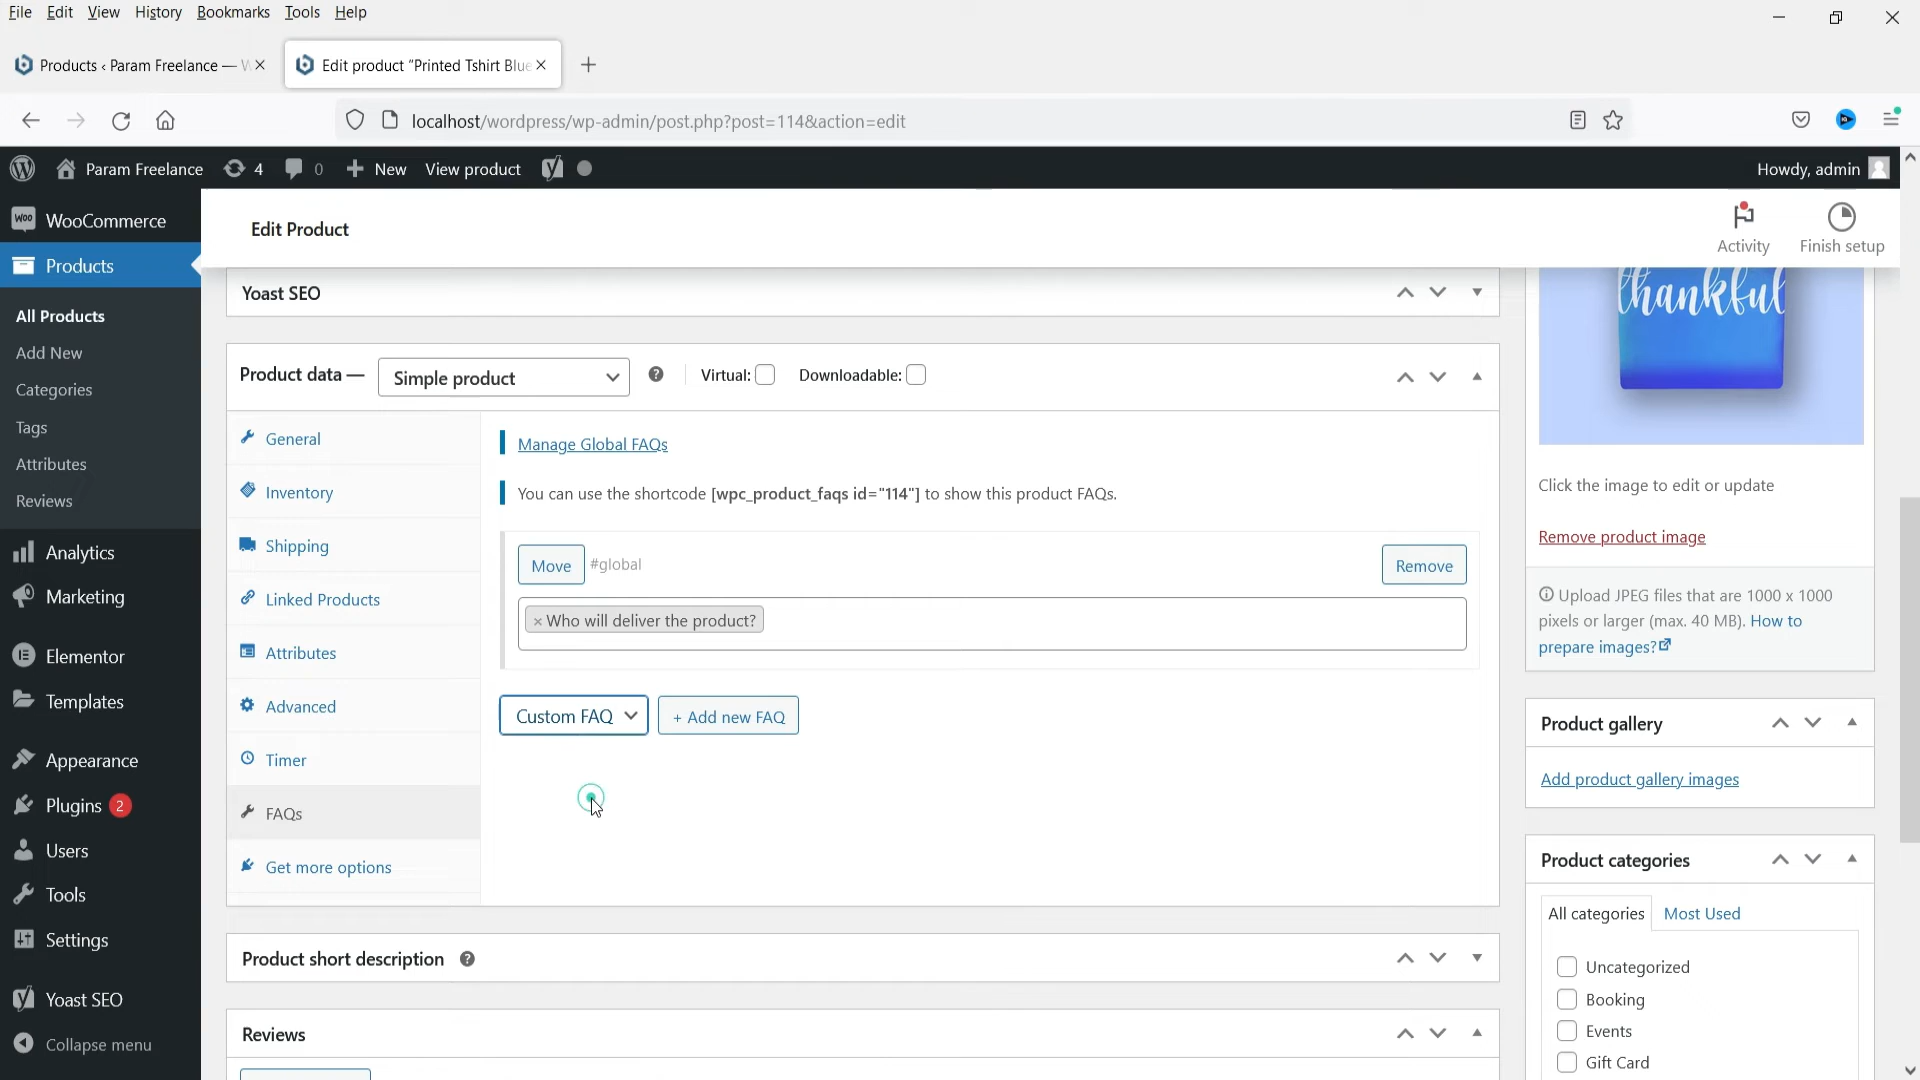 File Edit View History Bookmarks Tools Help
Products ‹ Param Freelance — W
Edit product “Printed Tshirt Blue
localhost/wordpress/wp-admin/post.php?post=114&action=edit
Param Freelance 4 0 New View product
Howdy, admin
WooCommerce
Products
All Products
Add New
Categories
Tags
Attributes
Reviews
Analytics
Marketing
Elementor
Templates
Appearance
Plugins 2
Users
Tools
Settings
Yoast SEO
Collapse menu
Edit Product
Activity
Finish setup
Yoast SEO
Product data — Simple product Virtual: Downloadable:
General
Inventory
Shipping
Linked Products
Attributes
Advanced
Timer
FAQs
Get more options
Manage Global FAQs
You can use the shortcode [wpc_product_faqs id="114"] to show this product FAQs.
Move #global Remove
× Who will deliver the product?
Custom FAQ + Add new FAQ
Product short description
Reviews
thankful
Click the image to edit or update
Remove product image
Upload JPEG files that are 1000 x 1000
pixels or larger (max. 40 MB). How to
prepare images?
Product gallery
Add product gallery images
Product categories
All categories Most Used
Uncategorized
Booking
Events
Gift Card